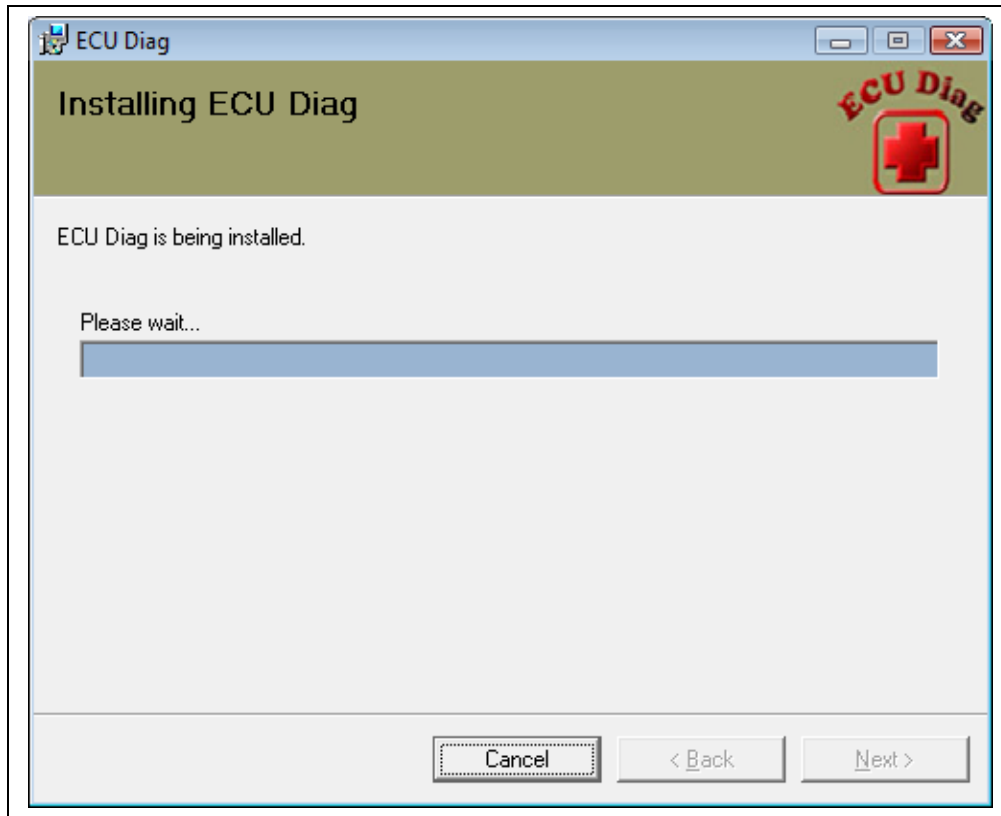 ECU Diag
Installing ECU Diag
ECU Diag
ECU Diag is being installed.
Please wait...
Cancel
< Back
Next >